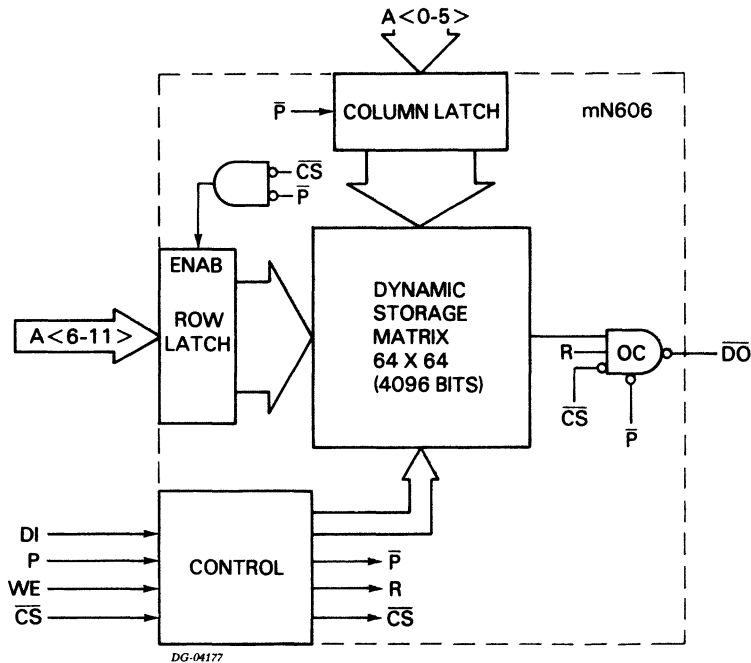 A<0-5>
P̅ COLUMN LATCH mN606
C̅S̅
P̅
ENAB
ROW
LATCH
A<6-11>
DYNAMIC
STORAGE
MATRIX
64 X 64
(4096 BITS)
R OC D̅O̅
C̅S̅ P̅
DI
P CONTROL P̅
WE R
C̅S̅ C̅S̅
DG-04177